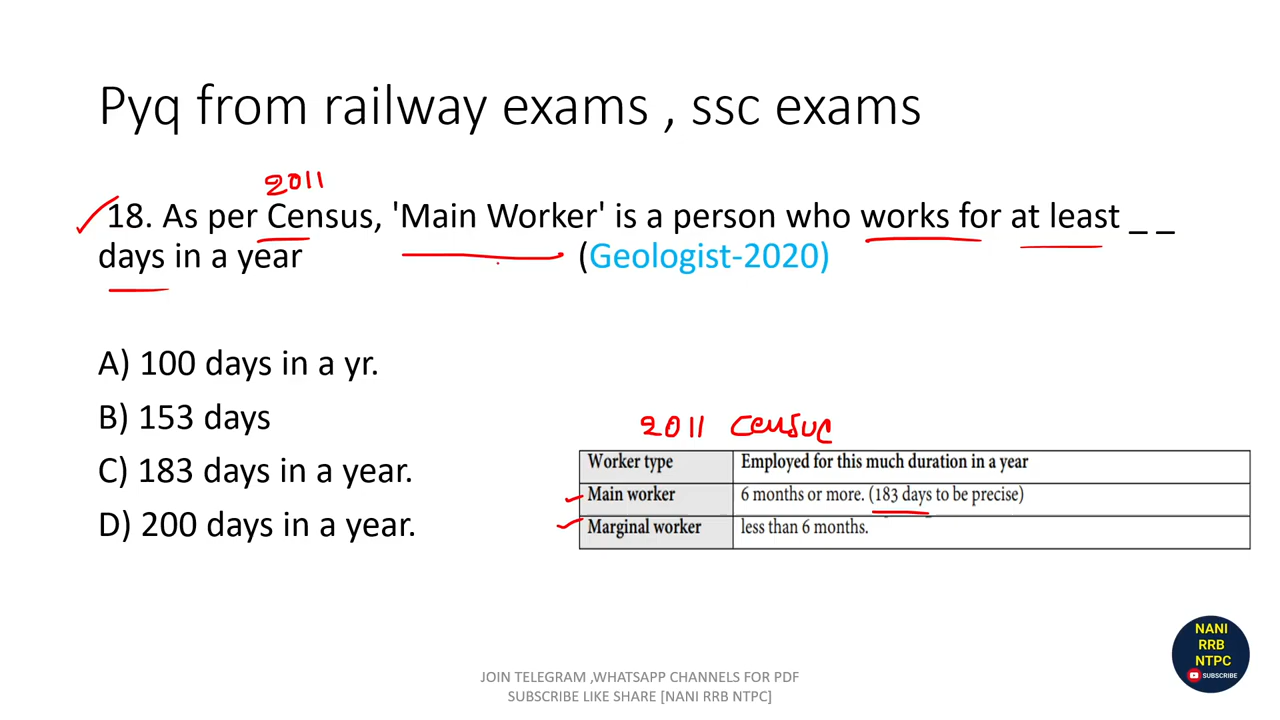 Pyq from railway exams , ssc exams
2011
18. As per Census, 'Main Worker' is a person who works for at least _ _
days in a year (Geologist-2020)
A) 100 days in a yr.
B) 153 days
C) 183 days in a year.
D) 200 days in a year.
2011 census
Worker type Employed for this much duration in a year
Main worker 6 months or more. (183 days to be precise)
Marginal worker less than 6 months.
NANI
RRB
NTPC
SUBSCRIBE
JOIN TELEGRAM ,WHATSAPP CHANNELS FOR PDF
SUBSCRIBE LIKE SHARE [NANI RRB NTPC]